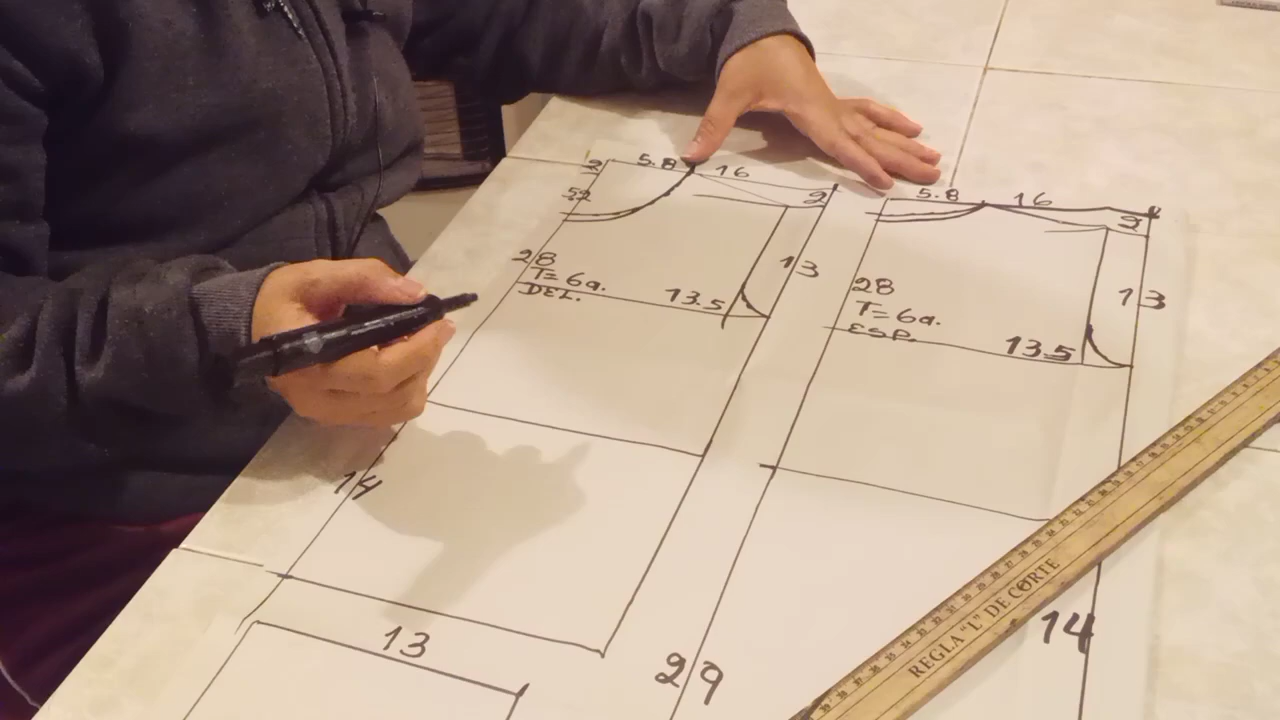 2 5.8 16 2
52
28
T= 6a.
DEL.
13.5
13
14
13
5.8 16 2
28
T= 6a.
ESP.
13.5
13
29
14
REGLA "L" DE CORTE